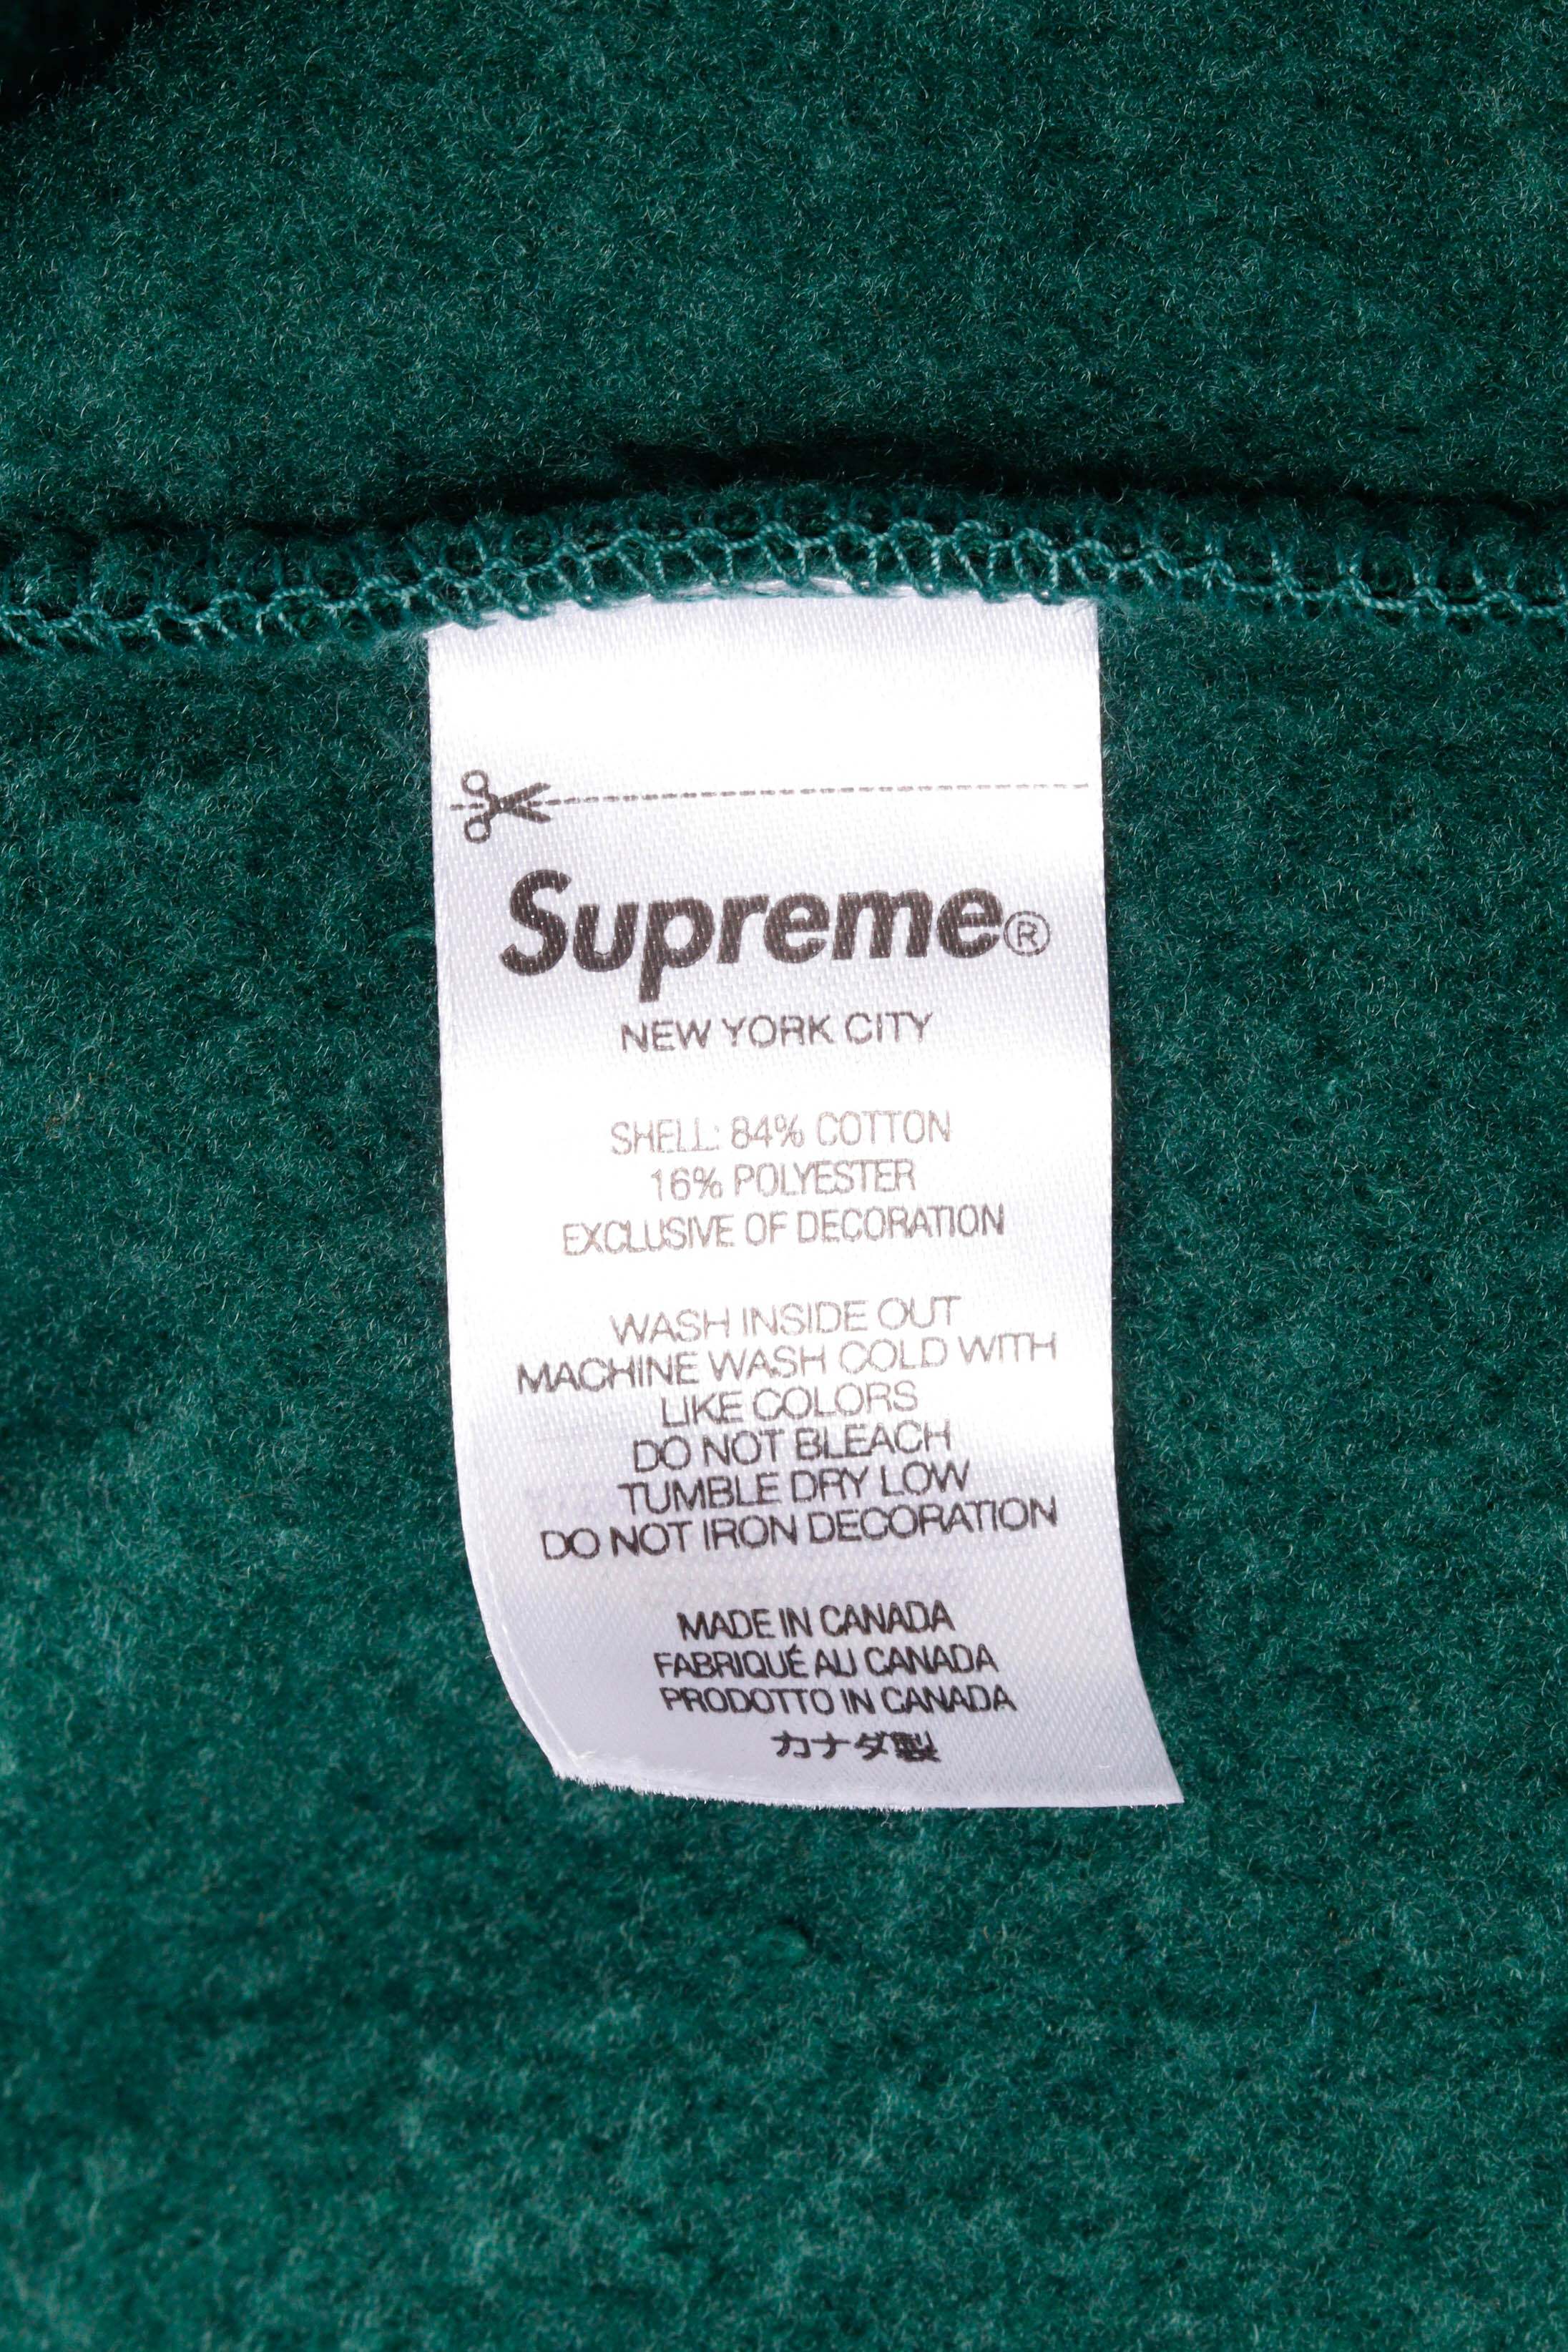 Supreme®
NEW YORK CITY
SHELL: 84% COTTON
16% POLYESTER
EXCLUSIVE OF DECORATION
WASH INSIDE OUT
MACHINE WASH COLD WITH
LIKE COLORS
DO NOT BLEACH
TUMBLE DRY LOW
DO NOT IRON DECORATION
MADE IN CANADA
FABRIQUÉ AU CANADA
PRODOTTO IN CANADA
カナダ製